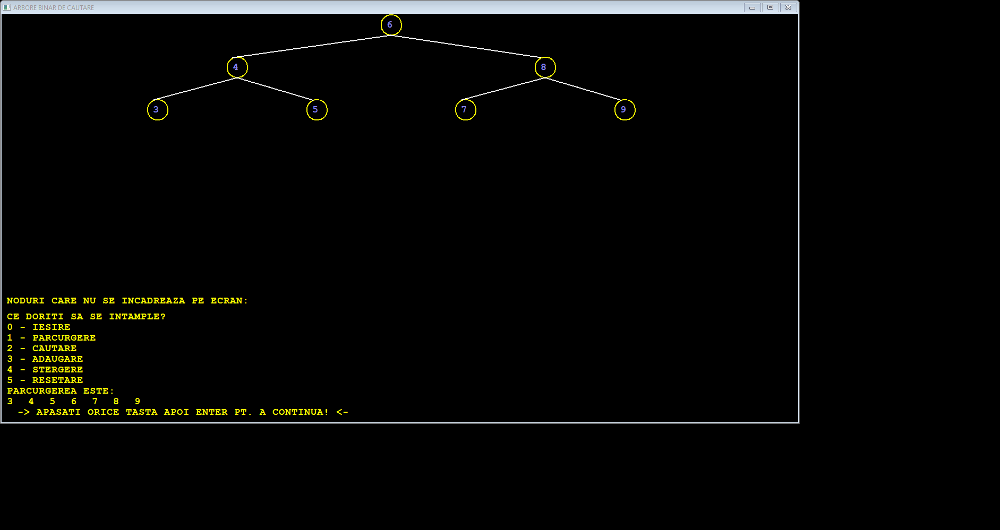 ARBORE BINAR DE CAUTARE
6
4 8
3 5 7 9
NODURI CARE NU SE INCADREAZA PE ECRAN:
CE DORITI SA SE INTAMPLE?
0 - IESIRE
1 - PARCURGERE
2 - CAUTARE
3 - ADAUGARE
4 - STERGERE
5 - RESETARE
PARCURGEREA ESTE:
3 4 5 6 7 8 9
-> APASATI ORICE TASTA APOI ENTER PT. A CONTINUA! <-